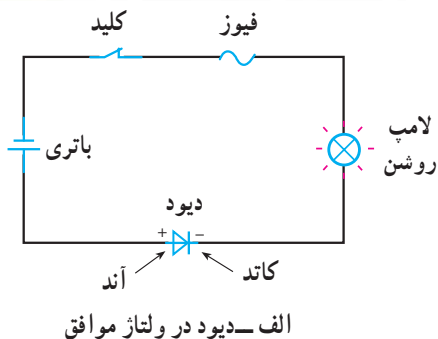 کلید
فیوز
باتری
لامپ
روشن
دیود
+
−
آند
کاتد
الف ــ دیود در ولتاژ موافق